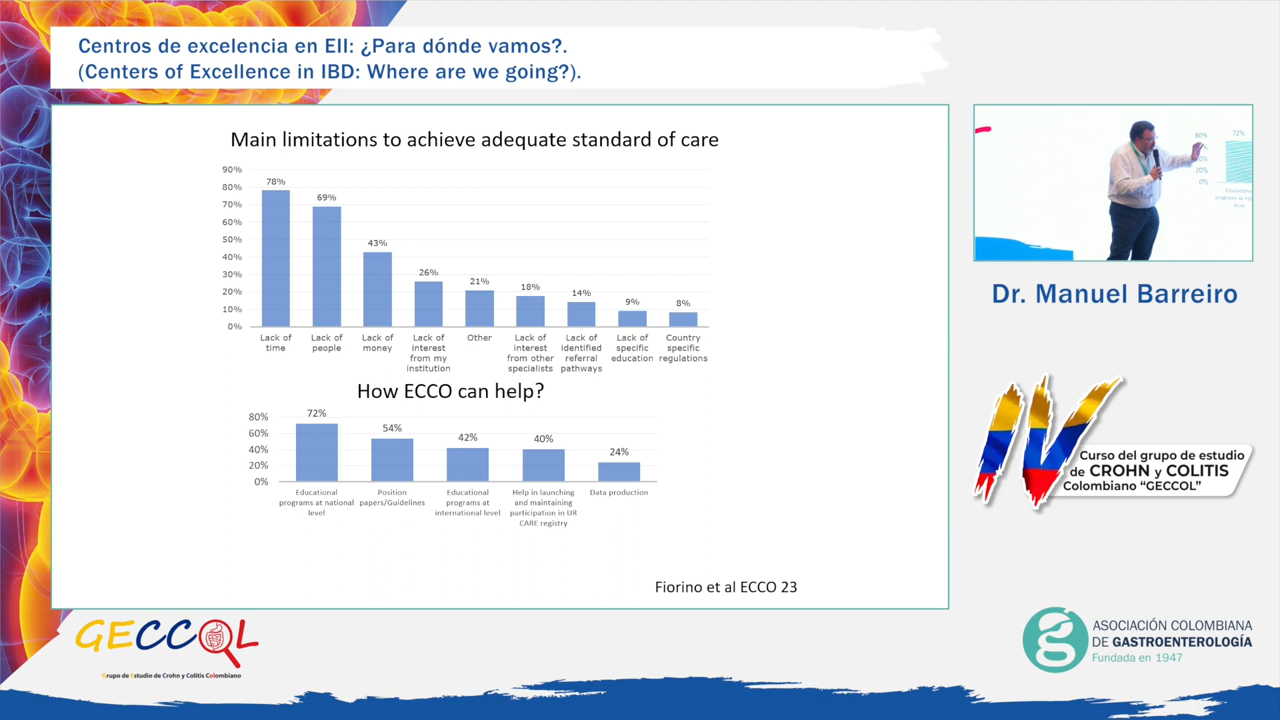 Centros de excelencia en EII: ¿Para dónde vamos?.
(Centers of Excellence in IBD: Where are we going?).
Main limitations to achieve adequate standard of care
90%
80%
70%
60%
50%
40%
30%
20%
10%
0%
78%
69%
43%
26%
21%
18%
14%
9%
8%
Lack of
time
Lack of
people
Lack of
money
Lack of
interest
from my
institution
Other
Lack of
interest
from other
specialists
Lack of
identified
referral
pathways
Lack of
specific
education
Country
specific
regulations
How ECCO can help?
80%
60%
40%
20%
0%
72%
54%
42%
40%
24%
Educational
programs at national
level
Position
papers/Guidelines
Educational
programs at
international level
Help in launching
and maintaining
participation in UR
CARE registry
Data production
Fiorino et al ECCO 23
80%
72%
20%
0%
Dr. Manuel Barreiro
IV
Curso del grupo de estudio
de CROHN y COLITIS
Colombiano “GECCOL”
GECCOL
Grupo de Estudio de Crohn y Colitis Colombiano
ASOCIACIÓN COLOMBIANA
DE GASTROENTEROLOGÍA
Fundada en 1947